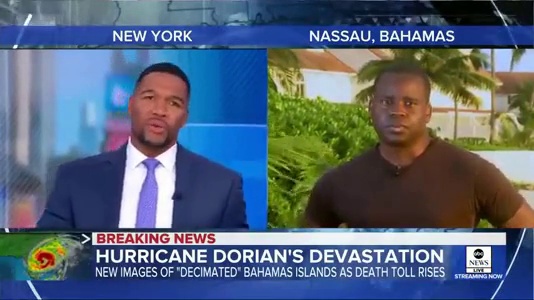 NEW YORK
NASSAU, BAHAMAS
BREAKING NEWS
HURRICANE DORIAN'S DEVASTATION
NEW IMAGES OF "DECIMATED" BAHAMAS ISLANDS AS DEATH TOLL RISES
abc
NEWS
LIVE
STREAMING NOW